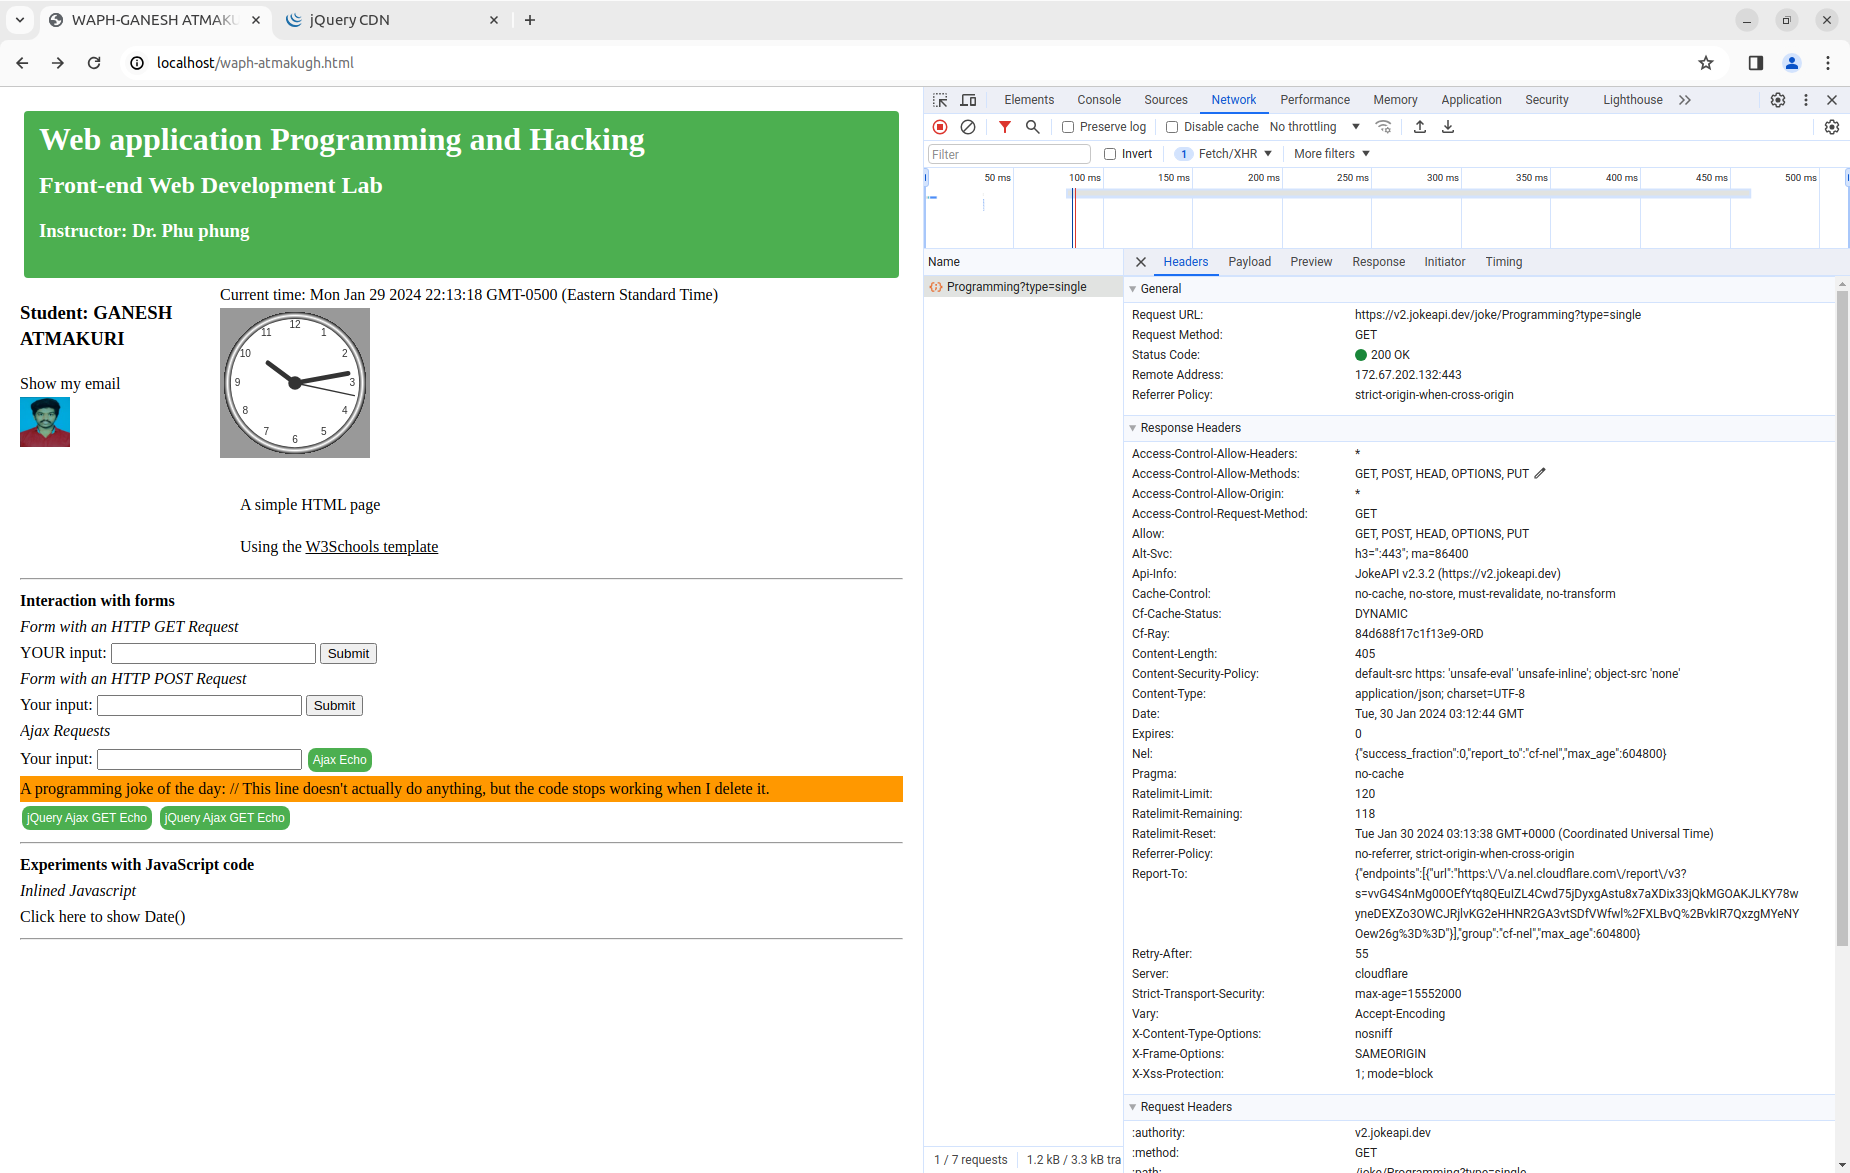 WAPH-GANESH ATMAKU
jQuery CDN
localhost/waph-atmakugh.html
Web application Programming and Hacking
Front-end Web Development Lab
Instructor: Dr. Phu phung
Student: GANESH
ATMAKURI
Show my email
Current time: Mon Jan 29 2024 22:13:18 GMT-0500 (Eastern Standard Time)
12
11 1
10 2
9 3
8 4
7 5
6
A simple HTML page
Using the W3Schools template
Interaction with forms
Form with an HTTP GET Request
YOUR input: Submit
Form with an HTTP POST Request
Your input: Submit
Ajax Requests
Your input: Ajax Echo
A programming joke of the day: // This line doesn't actually do anything, but the code stops working when I delete it.
jQuery Ajax GET Echo jQuery Ajax GET Echo
Experiments with JavaScript code
Inlined Javascript
Click here to show Date()
Elements Console Sources Network Performance Memory Application Security Lighthouse
Preserve log Disable cache No throttling
Filter Invert 1 Fetch/XHR More filters
50 ms 100 ms 150 ms 200 ms 250 ms 300 ms 350 ms 400 ms 450 ms 500 ms
Name Headers Payload Preview Response Initiator Timing
Programming?type=single
General
Request URL: https://v2.jokeapi.dev/joke/Programming?type=single
Request Method: GET
Status Code: 200 OK
Remote Address: 172.67.202.132:443
Referrer Policy: strict-origin-when-cross-origin
Response Headers
Access-Control-Allow-Headers: *
Access-Control-Allow-Methods: GET, POST, HEAD, OPTIONS, PUT
Access-Control-Allow-Origin: *
Access-Control-Request-Method: GET
Allow: GET, POST, HEAD, OPTIONS, PUT
Alt-Svc: h3=":443"; ma=86400
Api-Info: JokeAPI v2.3.2 (https://v2.jokeapi.dev)
Cache-Control: no-cache, no-store, must-revalidate, no-transform
Cf-Cache-Status: DYNAMIC
Cf-Ray: 84d688f17c1f13e9-ORD
Content-Length: 405
Content-Security-Policy: default-src https: 'unsafe-eval' 'unsafe-inline'; object-src 'none'
Content-Type: application/json; charset=UTF-8
Date: Tue, 30 Jan 2024 03:12:44 GMT
Expires: 0
Nel: {"success_fraction":0,"report_to":"cf-nel","max_age":604800}
Pragma: no-cache
Ratelimit-Limit: 120
Ratelimit-Remaining: 118
Ratelimit-Reset: Tue Jan 30 2024 03:13:38 GMT+0000 (Coordinated Universal Time)
Referrer-Policy: no-referrer, strict-origin-when-cross-origin
Report-To: {"endpoints":[{"url":"https:\/\/a.nel.cloudflare.com\/report\/v3?
s=vvG4S4nMg00OEfYtq8QEuIZL4Cwd75jDyxgAstu8x7aXDix33jQkMGOAKJLKY78w
yneDEXZo3OWCJRjlvKG2eHHNR2GA3vtSDfVWfwl%2FXLBvQ%2BvkIR7QxzgMYeNY
Oew26g%3D%3D"}],"group":"cf-nel","max_age":604800}
Retry-After: 55
Server: cloudflare
Strict-Transport-Security: max-age=15552000
Vary: Accept-Encoding
X-Content-Type-Options: nosniff
X-Frame-Options: SAMEORIGIN
X-Xss-Protection: 1; mode=block
Request Headers
:authority: v2.jokeapi.dev
:method: GET
:path: /joke/Programming?type=single
1 / 7 requests 1.2 kB / 3.3 kB tra